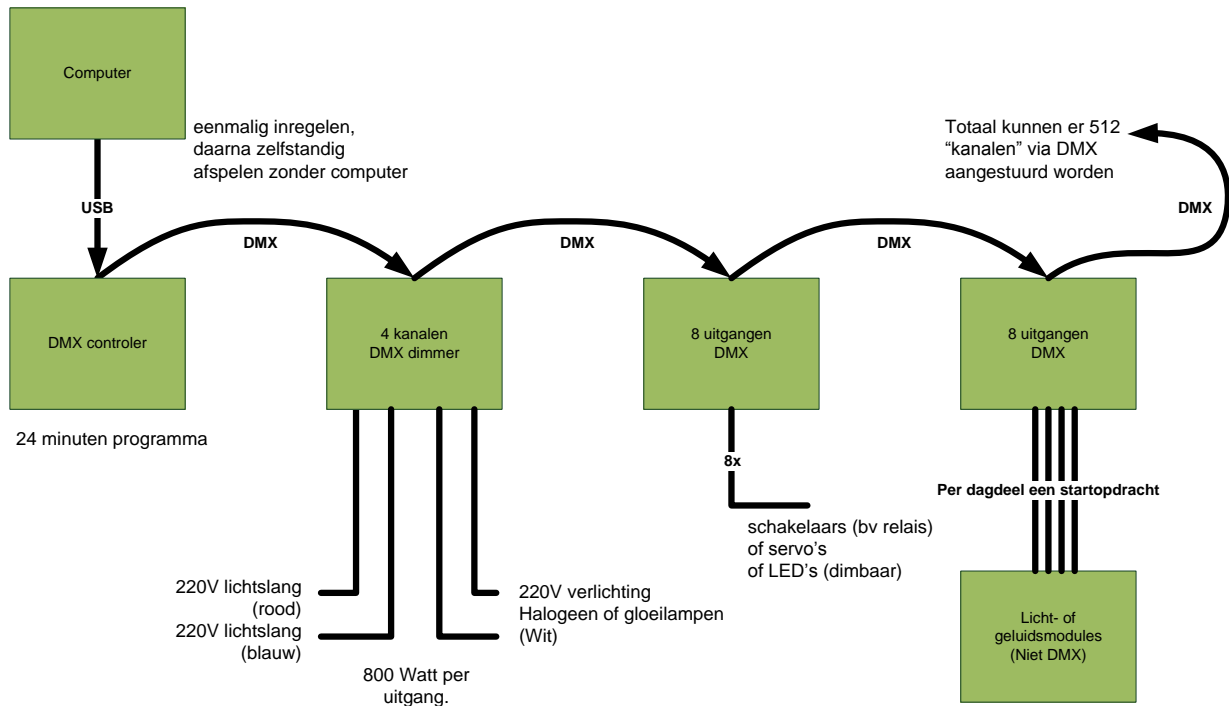 Computer
eenmalig inregelen,
daarna zelfstandig
afspelen zonder computer
Totaal kunnen er 512
“kanalen” via DMX
aangestuurd worden
USB
DMX
DMX
DMX
DMX
DMX controler
4 kanalen
DMX dimmer
8 uitgangen
DMX
8 uitgangen
DMX
24 minuten programma
8x
Per dagdeel een startopdracht
schakelaars (bv relais)
of servo’s
of LED’s (dimbaar)
220V lichtslang
(rood)
220V lichtslang
(blauw)
220V verlichting
Halogeen of gloeilampen
(Wit)
800 Watt per
uitgang.
Licht- of
geluidsmodules
(Niet DMX)